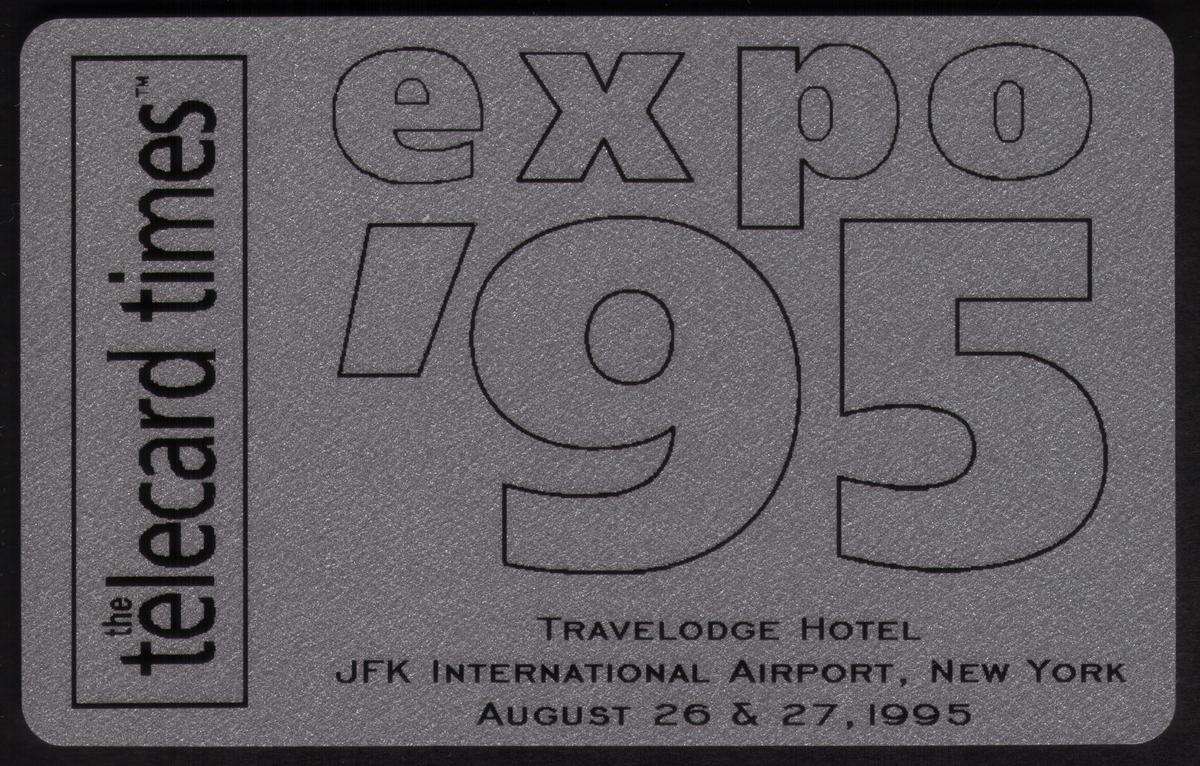 the
telecard times™
expo
'95
TRAVELODGE HOTEL
JFK INTERNATIONAL AIRPORT, NEW YORK
AUGUST 26 & 27, 1995